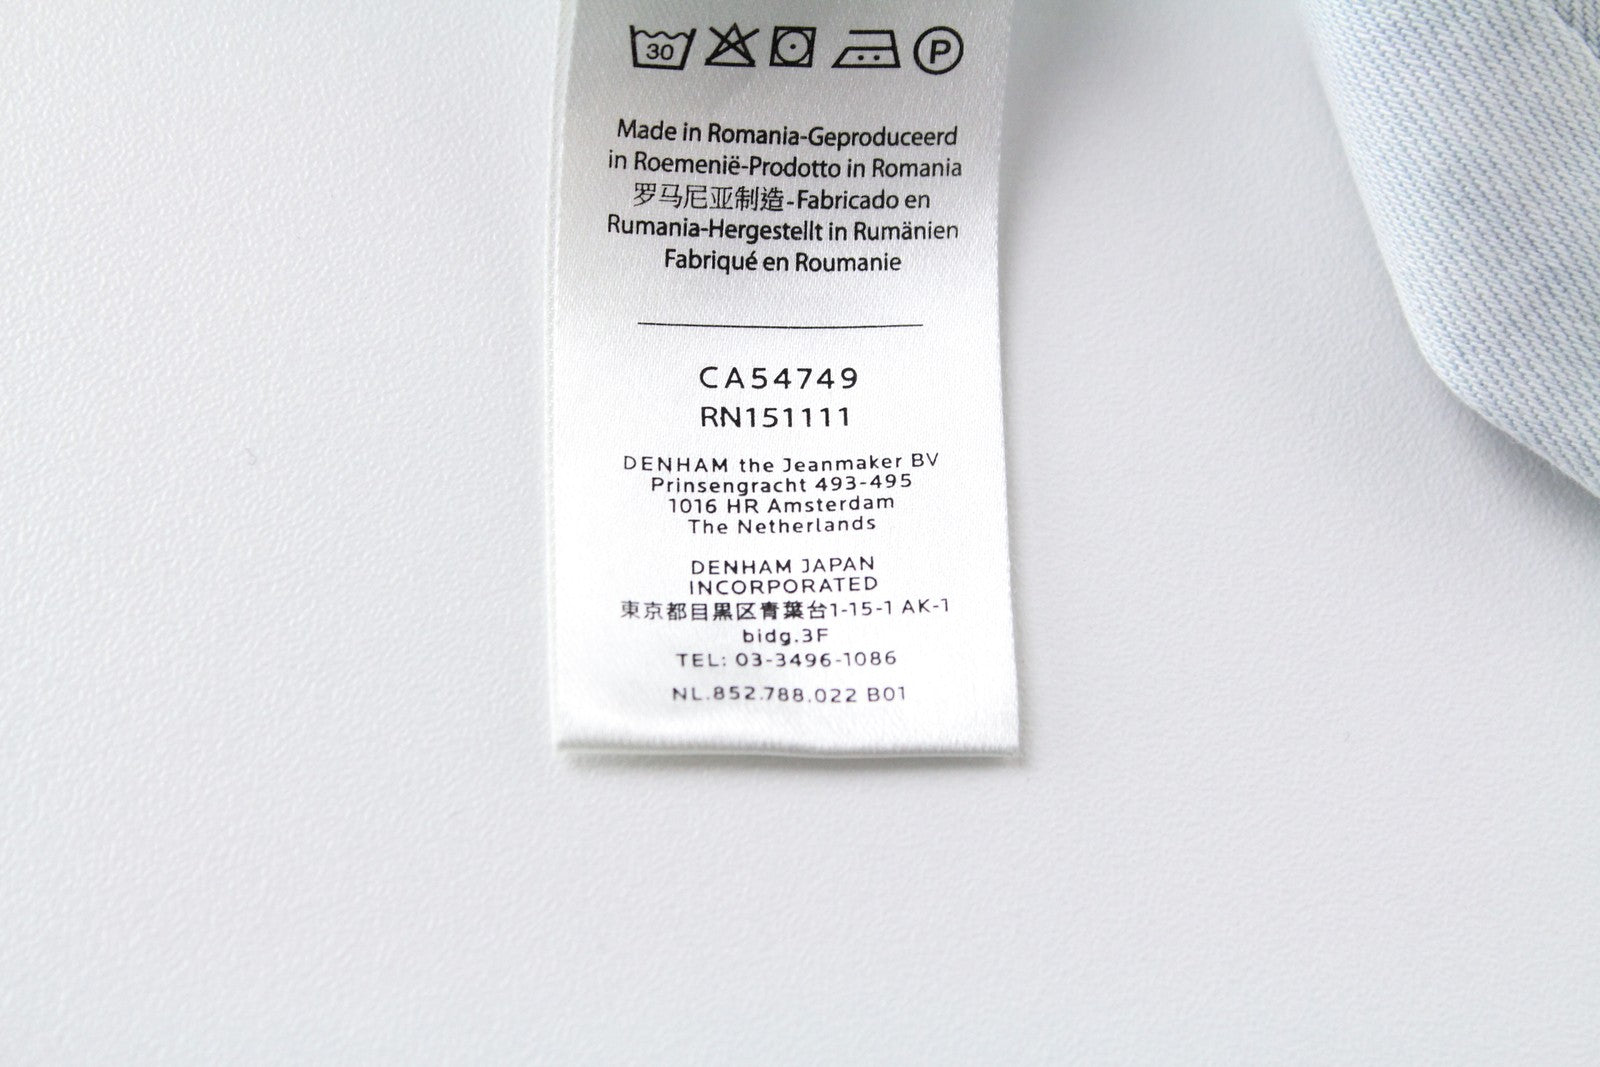 30
P
Made in Romania-Geproduceerd
in Roemenië-Prodotto in Romania
罗马尼亚制造-Fabricado en
Rumania-Hergestellt in Rumänien
Fabriqué en Roumanie
CA54749
RN151111
DENHAM the Jeanmaker BV
Prinsengracht 493-495
1016 HR Amsterdam
The Netherlands
DENHAM JAPAN
INCORPORATED
東京都目黒区青葉台1-15-1 AK-1
bidg.3F
TEL: 03-3496-1086
NL.852.788.022 B01